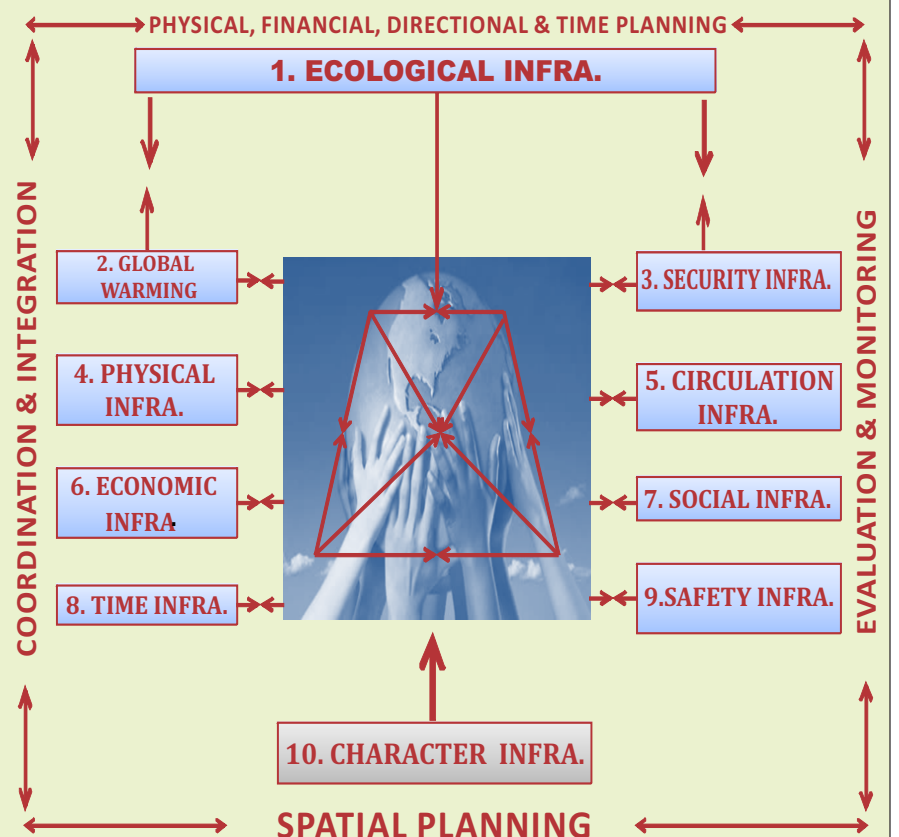 PHYSICAL, FINANCIAL, DIRECTIONAL & TIME PLANNING
1. ECOLOGICAL INFRA.
COORDINATION & INTEGRATION
EVALUATION & MONITORING
2. GLOBAL
WARMING
3. SECURITY INFRA.
4. PHYSICAL
INFRA.
5. CIRCULATION
INFRA.
6. ECONOMIC
INFRA.
7. SOCIAL INFRA.
8. TIME INFRA.
9.SAFETY INFRA.
10. CHARACTER INFRA.
SPATIAL PLANNING